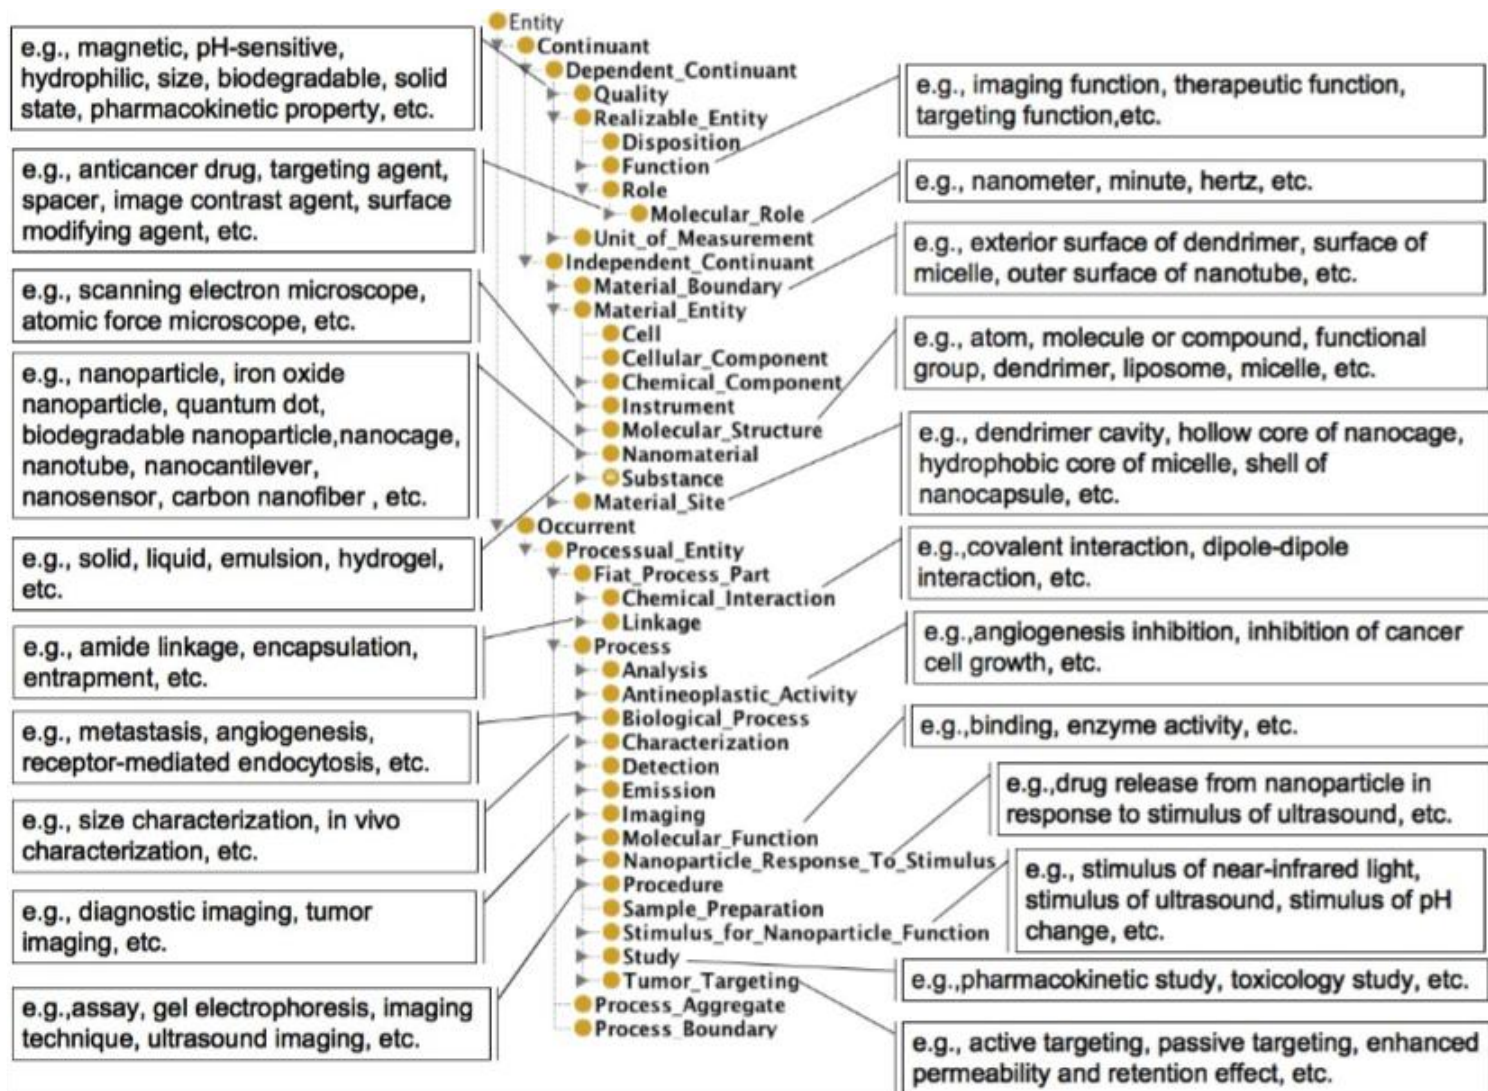 Entity
Continuant
Dependent_Continuant
Quality
Realizable_Entity
Disposition
Function
Role
Molecular_Role
Unit_of_Measurement
Independent_Continuant
Material_Boundary
Material_Entity
Cell
Cellular_Component
Chemical_Component
Instrument
Molecular_Structure
Nanomaterial
Substance
Material_Site
Occurrent
Processual_Entity
Fiat_Process_Part
Chemical_Interaction
Linkage
Process
Analysis
Antineoplastic_Activity
Biological_Process
Characterization
Detection
Emission
Imaging
Molecular_Function
Nanoparticle_Response_To_Stimulus
Procedure
Sample_Preparation
Stimulus_for_Nanoparticle_Function
Study
Tumor_Targeting
Process_Aggregate
Process_Boundary
e.g., magnetic, pH-sensitive,
hydrophilic, size, biodegradable, solid
state, pharmacokinetic property, etc.
e.g., anticancer drug, targeting agent,
spacer, image contrast agent, surface
modifying agent, etc.
e.g., scanning electron microscope,
atomic force microscope, etc.
e.g., nanoparticle, iron oxide
nanoparticle, quantum dot,
biodegradable nanoparticle,nanocage,
nanotube, nanocantilever,
nanosensor, carbon nanofiber , etc.
e.g., solid, liquid, emulsion, hydrogel,
etc.
e.g., amide linkage, encapsulation,
entrapment, etc.
e.g., metastasis, angiogenesis,
receptor-mediated endocytosis, etc.
e.g., size characterization, in vivo
characterization, etc.
e.g., diagnostic imaging, tumor
imaging, etc.
e.g.,assay, gel electrophoresis, imaging
technique, ultrasound imaging, etc.
e.g., imaging function, therapeutic function,
targeting function,etc.
e.g., nanometer, minute, hertz, etc.
e.g., exterior surface of dendrimer, surface of
micelle, outer surface of nanotube, etc.
e.g., atom, molecule or compound, functional
group, dendrimer, liposome, micelle, etc.
e.g., dendrimer cavity, hollow core of nanocage,
hydrophobic core of micelle, shell of
nanocapsule, etc.
e.g.,covalent interaction, dipole-dipole
interaction, etc.
e.g.,angiogenesis inhibition, inhibition of cancer
cell growth, etc.
e.g.,binding, enzyme activity, etc.
e.g.,drug release from nanoparticle in
response to stimulus of ultrasound, etc.
e.g., stimulus of near-infrared light,
stimulus of ultrasound, stimulus of pH
change, etc.
e.g.,pharmacokinetic study, toxicology study, etc.
e.g., active targeting, passive targeting, enhanced
permeability and retention effect, etc.